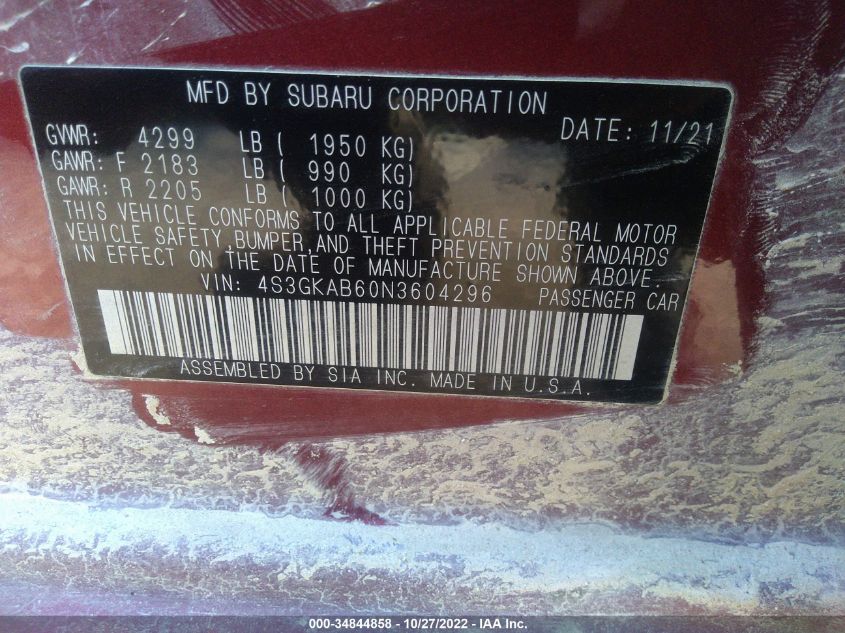 MFD BY SUBARU CORPORATION
DATE: 11/21
GVWR: 4299 LB ( 1950 KG)
GAWR: F 2183 LB ( 990 KG)
GAWR: R 2205 LB ( 1000 KG)
THIS VEHICLE CONFORMS TO ALL APPLICABLE FEDERAL MOTOR
VEHICLE SAFETY,BUMPER,AND THEFT PREVENTION STANDARDS
IN EFFECT ON THE DATE OF MANUFACTURE SHOWN ABOVE.
VIN: 4S3GKAB60N3604296 PASSENGER CAR
ASSEMBLED BY SIA INC. MADE IN U.S.A.
000-34844858 - 10/27/2022 - IAA Inc.